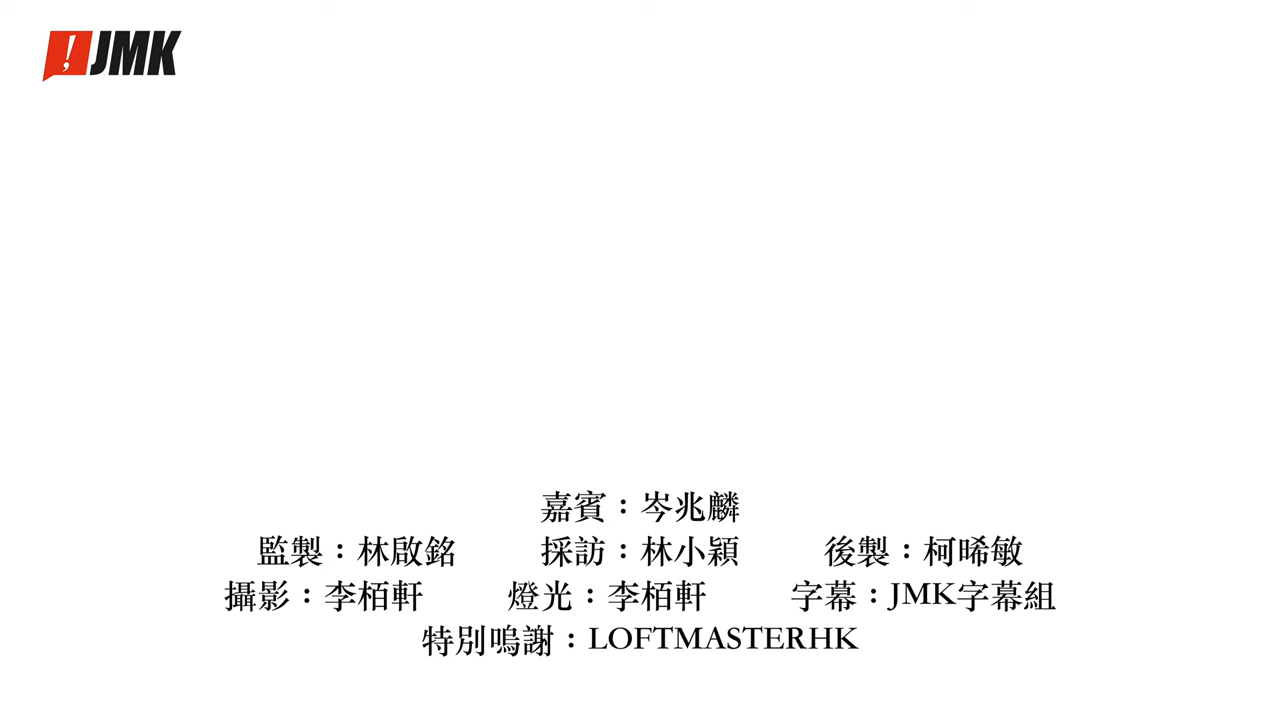 !JMK
嘉賓：岑兆麟
監製：林啟銘 採訪：林小穎 後製：柯晞敏
攝影：李栢軒 燈光：李栢軒 字幕：JMK字幕組
特別鳴謝：LOFTMASTERHK